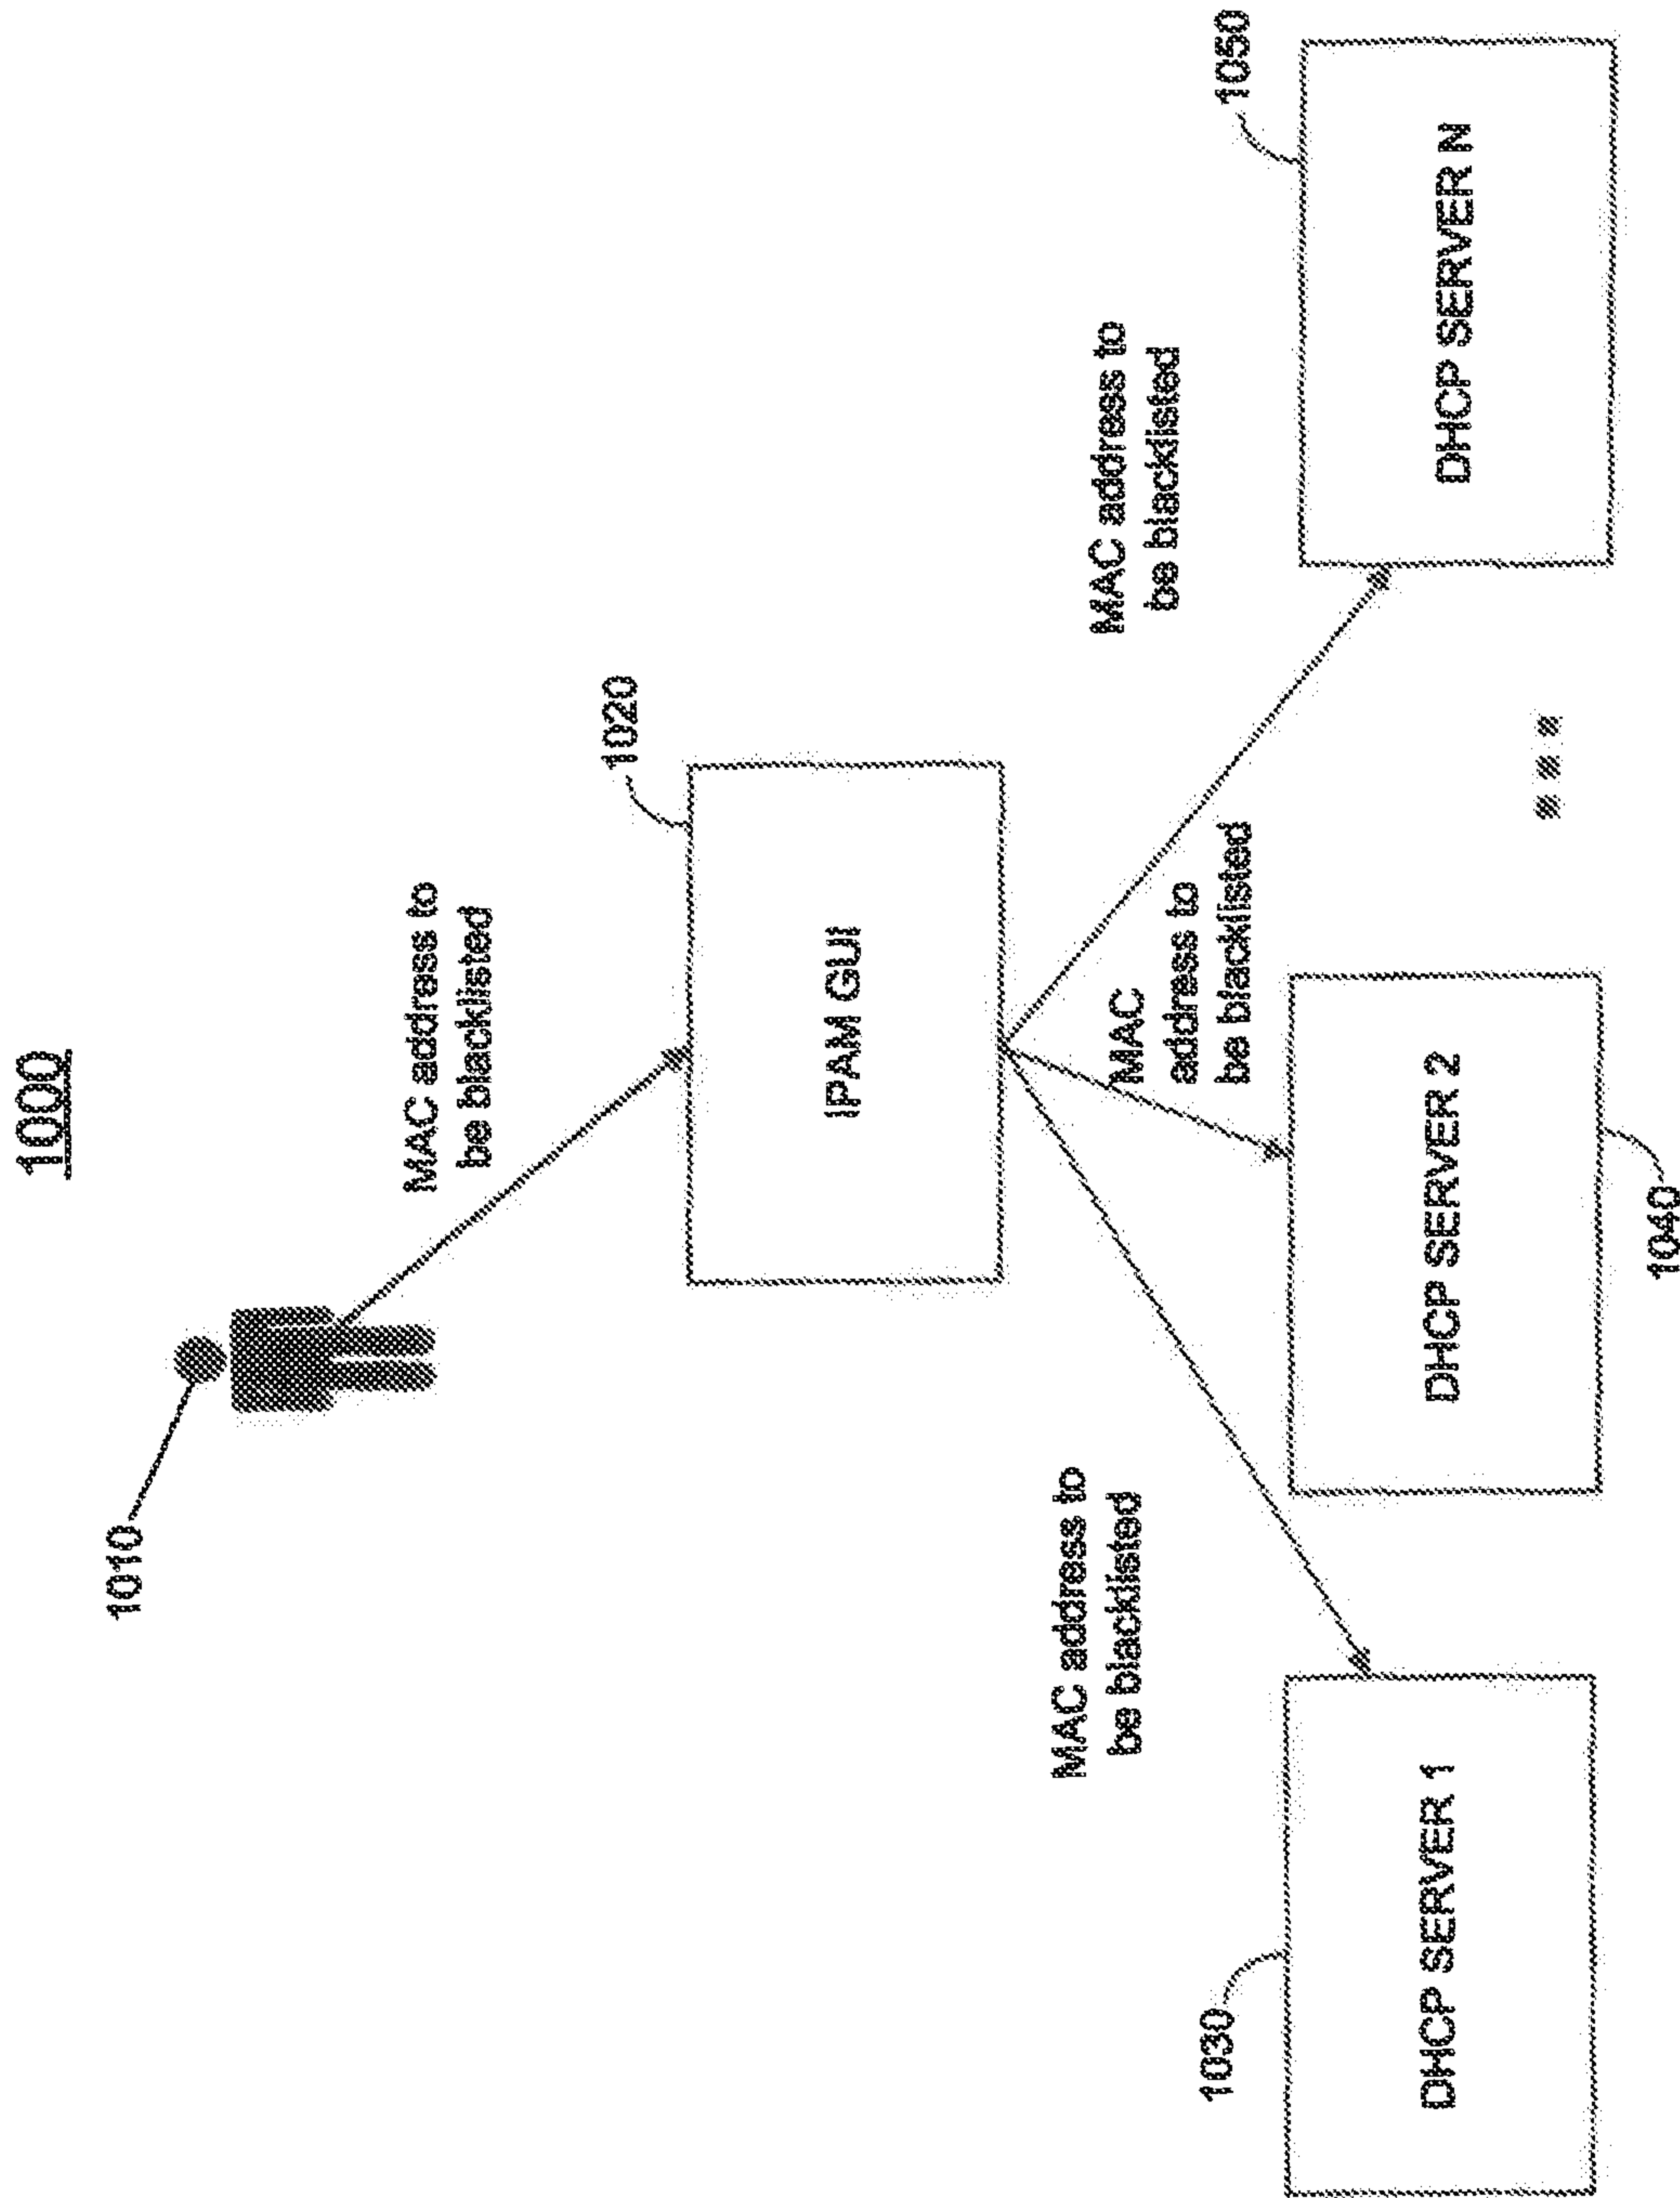 1000
1010
MAC address to
be blacklisted
1020
IPAM GUI
MAC address to
be blacklisted
MAC
address to
be blacklisted
MAC address to
be blacklisted
1030
DHCP SERVER 1
DHCP SERVER 2
1040
1050
DHCP SERVER N